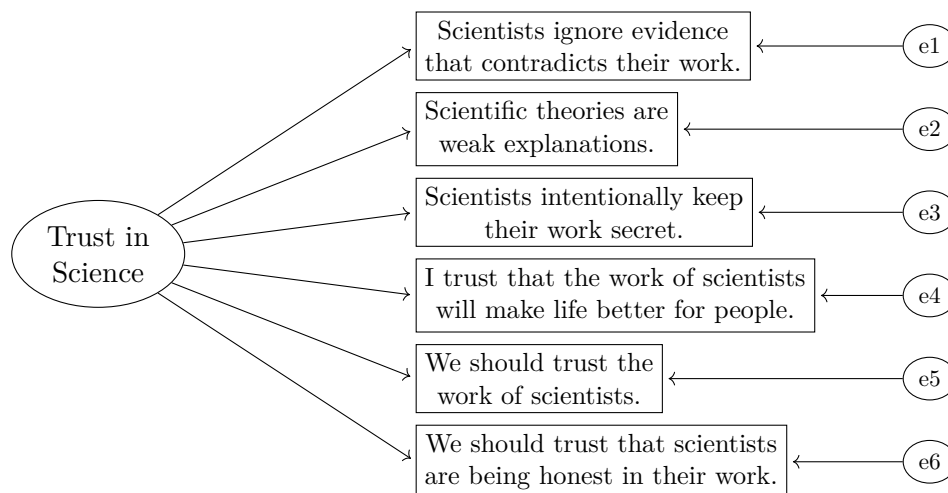 Scientists ignore evidence
that contradicts their work.
e1
Scientific theories are
weak explanations.
e2
Scientists intentionally keep
their work secret.
e3
Trust in
Science
I trust that the work of scientists
will make life better for people.
e4
We should trust the
work of scientists.
e5
We should trust that scientists
are being honest in their work.
e6